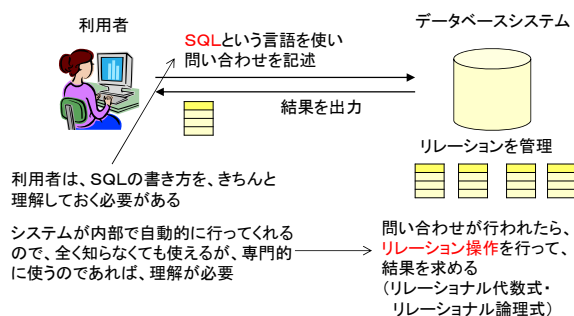 利用者
データベースシステム
SQLという言語を使い
問い合わせを記述
結果を出力
リレーションを管理
利用者は、SQLの書き方を、きちんと
理解しておく必要がある
システムが内部で自動的に行ってくれる
ので、全く知らなくても使えるが、専門的
に使うのであれば、理解が必要
問い合わせが行われたら、
リレーション操作を行って、
結果を求める
（リレーショナル代数式・
リレーショナル論理式）